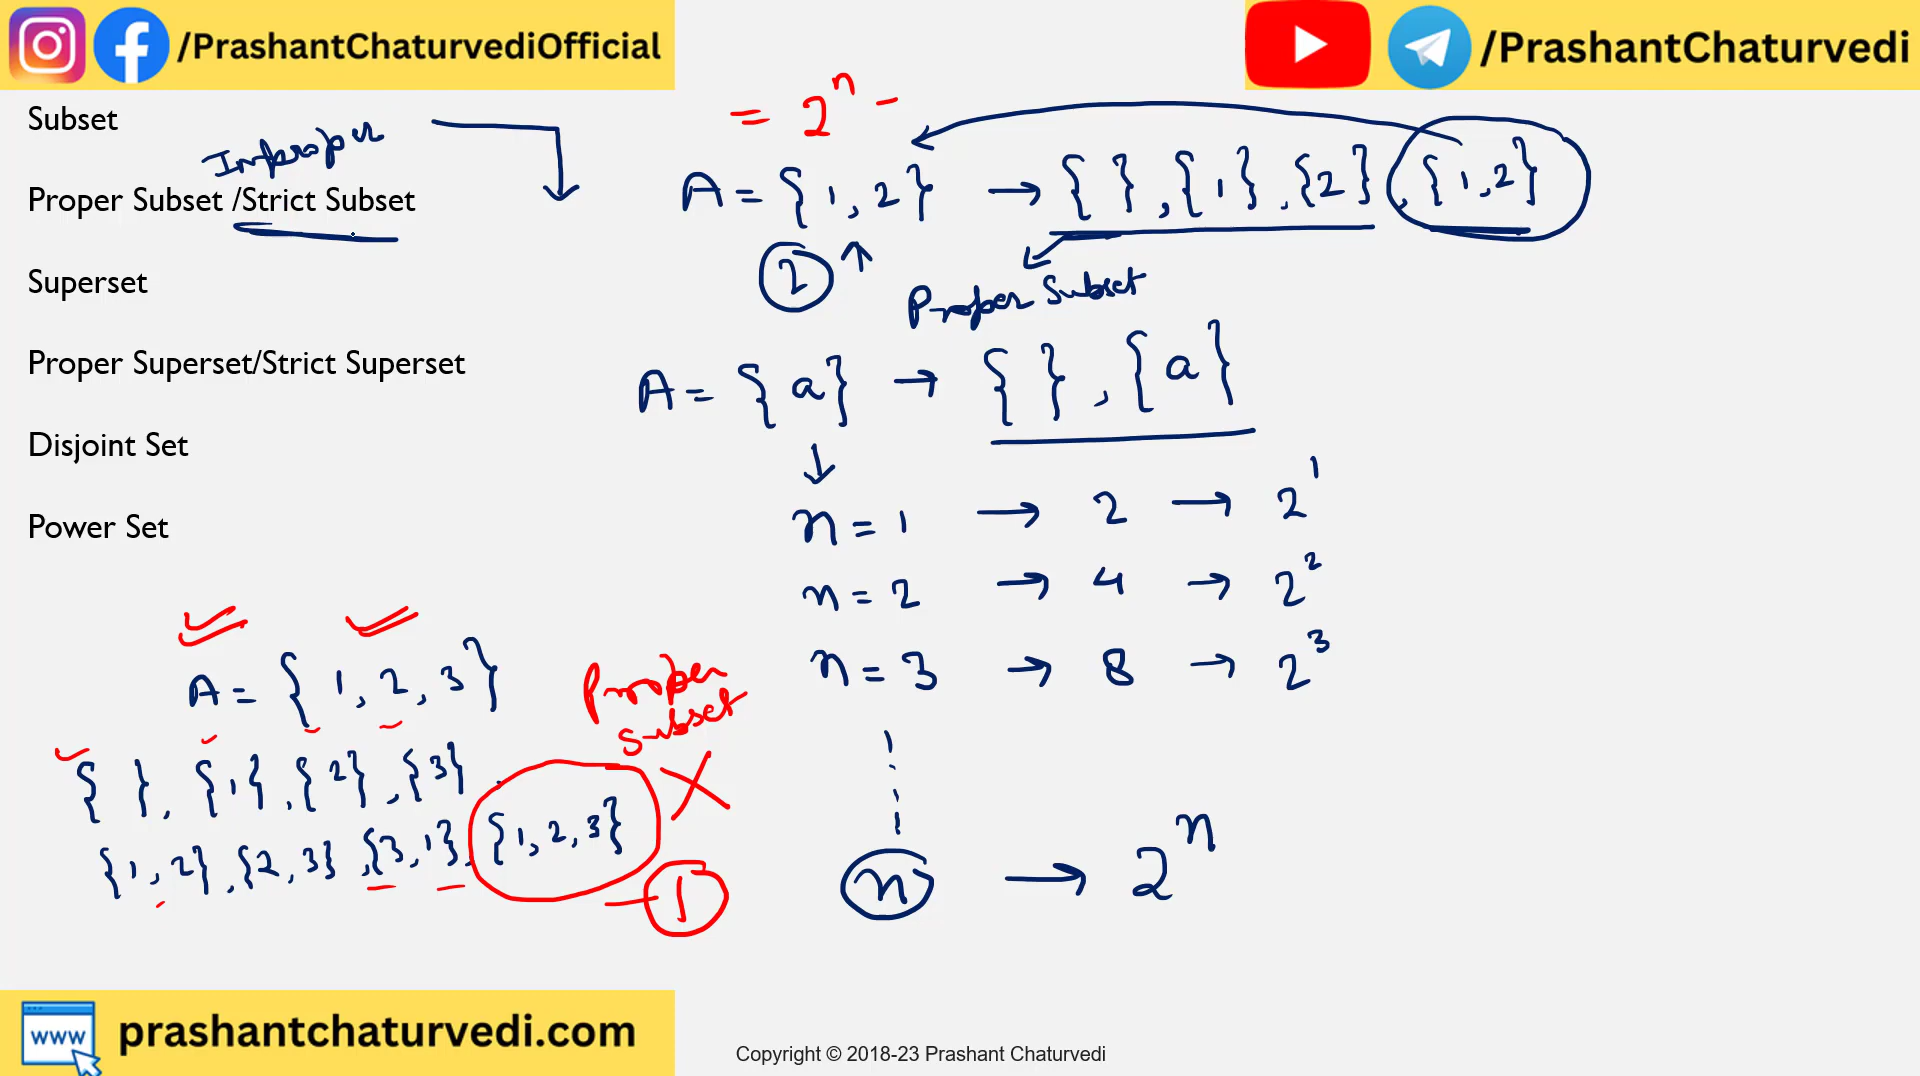 /PrashantChaturvediOfficial
/PrashantChaturvedi
Subset
Improper
Proper Subset /Strict Subset
Superset
Proper Superset/Strict Superset
Disjoint Set
Power Set
= 2ⁿ -
A = { 1, 2 } → { }, {1}, {2}, {1,2}
2
Proper Subset
A = { a } → { }, { a }
n = 1 → 2 → 2¹
n = 2 → 4 → 2²
n = 3 → 8 → 2³
n → 2ⁿ
A = { 1, 2, 3 }
{ }, {1}, {2}, {3},
{1, 2}, {2, 3}, {3, 1}, {1, 2, 3}
Proper
subset
- 1
www
prashantchaturvedi.com
Copyright © 2018-23 Prashant Chaturvedi